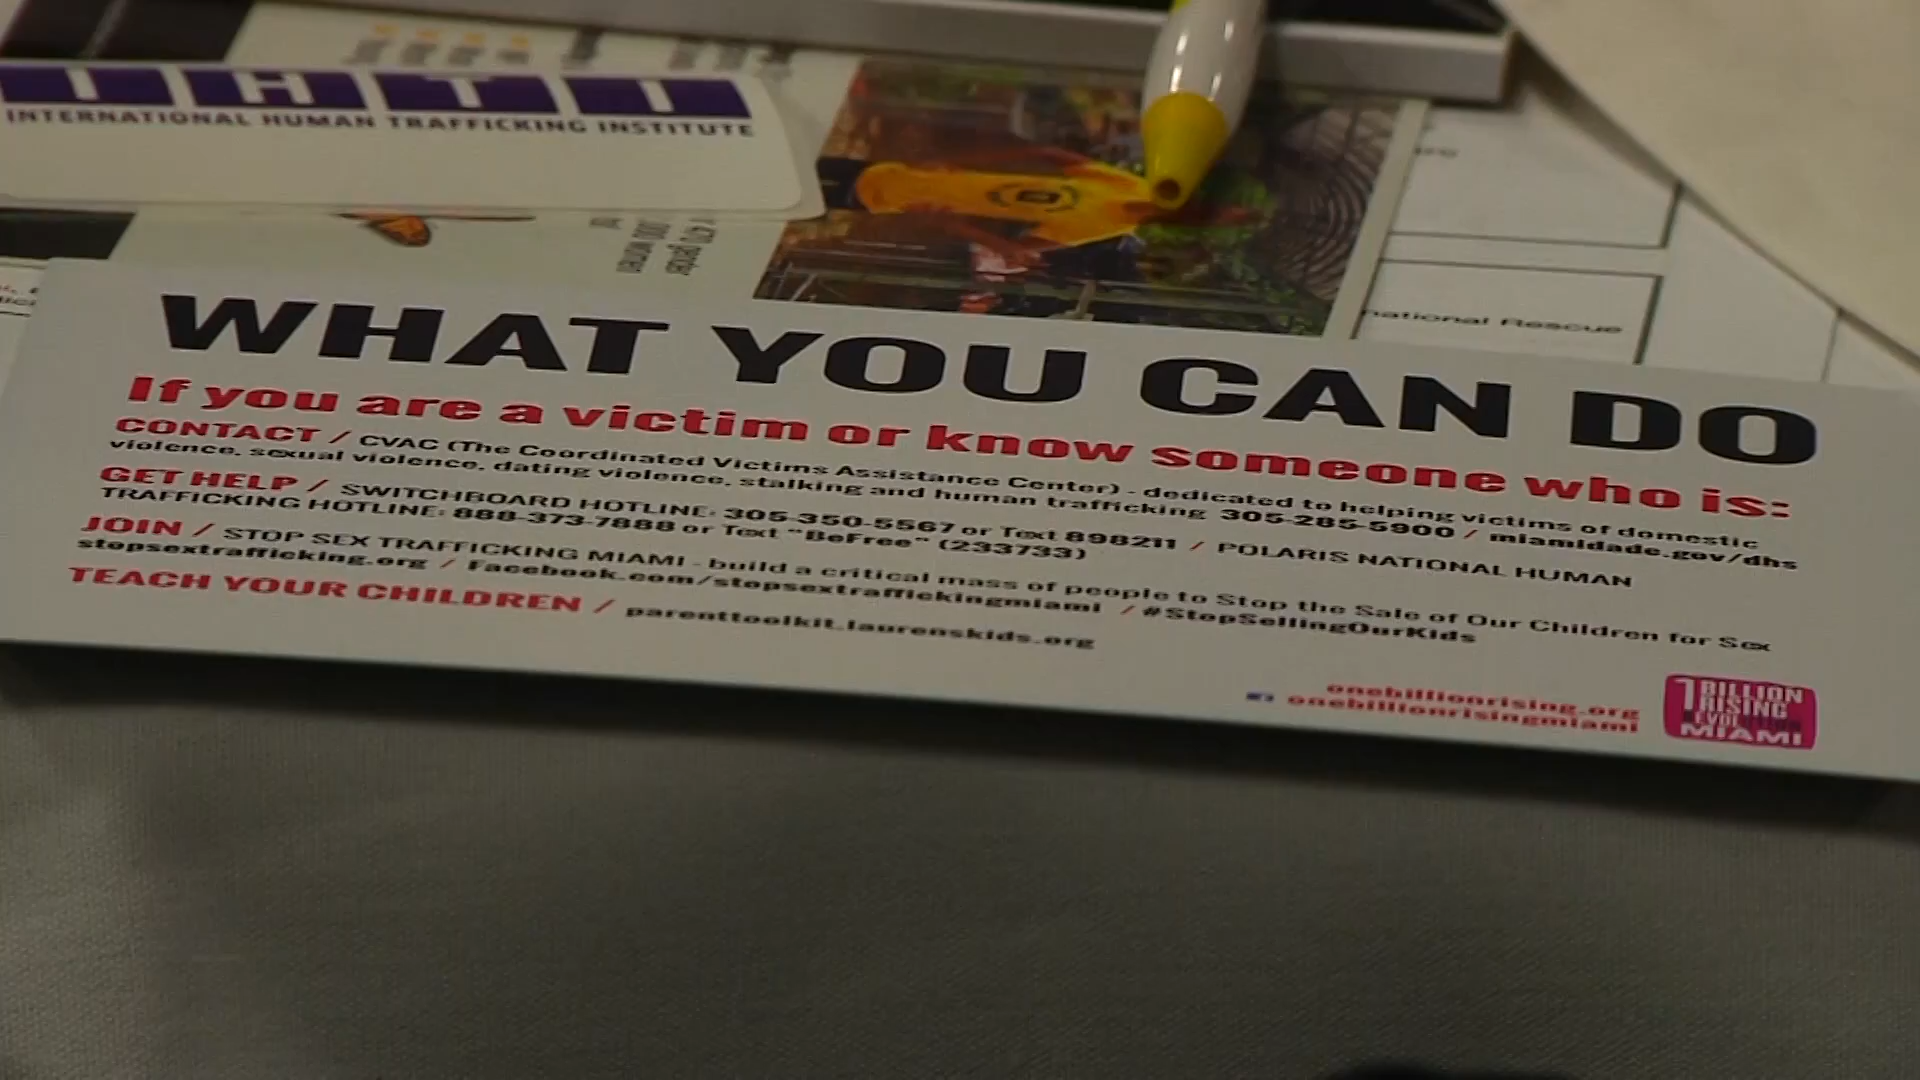 IHTI
INTERNATIONAL HUMAN TRAFFICKING INSTITUTE
national Rescue
WHAT YOU CAN DO
If you are a victim or know someone who is:
CONTACT / CVAC (The Coordinated Victims Assistance Center) - dedicated to helping victims of domestic
violence, sexual violence, dating violence, stalking and human trafficking 305-285-5900 / miamidade.gov/dhs
GET HELP / SWITCHBOARD HOTLINE: 305-350-5567 or Text 898211 / POLARIS NATIONAL HUMAN
TRAFFICKING HOTLINE: 888-373-7888 or Text "BeFree" (233733)
JOIN / STOP SEX TRAFFICKING MIAMI - build a critical mass of people to Stop the Sale of Our Children for Sex
stopsextrafficking.org / Facebook.com/stopsextraffickingmiami / #StopSellingOurKids
TEACH YOUR CHILDREN / parenttoolkit.laurenskids.org
onebillionrising.org
onebillionrisingmiami
1 BILLION
RISING
MIAMI